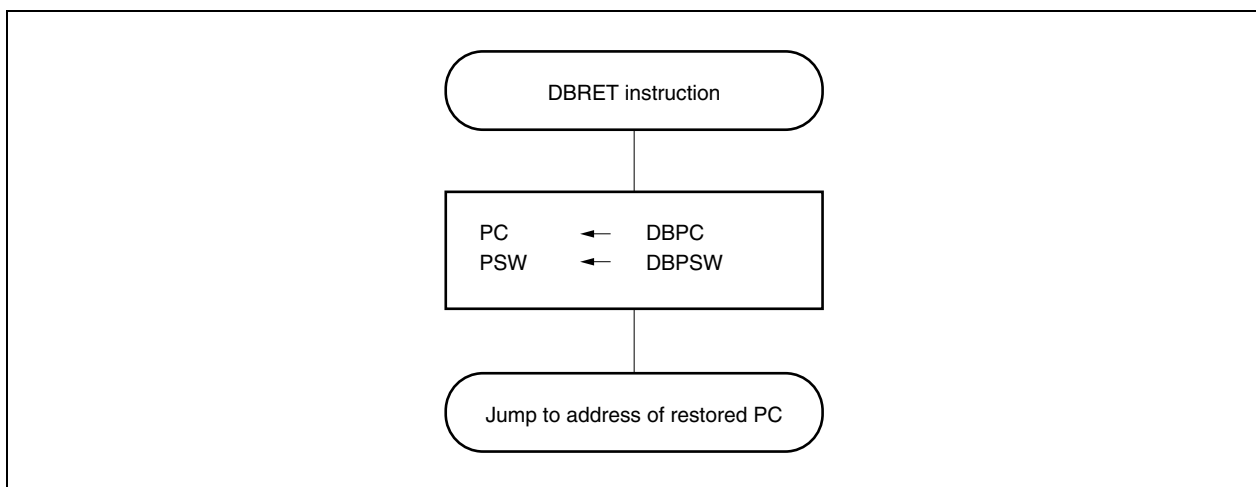 DBRET instruction
PC ← DBPC
PSW ← DBPSW
Jump to address of restored PC